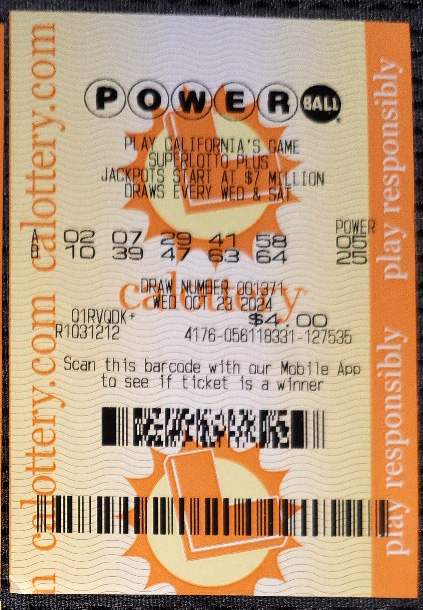 POWERBALL
PLAY CALIFORNIA'S GAME
SUPERLOTTO PLUS
JACKPOTS START AT $7 MILLION
DRAWS EVERY WED & SAT
POWER
A 02 07 29 41 58 05
B 10 39 47 63 64 25
DRAW NUMBER 001371
calottery
WED OCT 23 2024
01RVQDK+ $4.00
R1031212 4176-056118331-127535
Scan this barcode with our Mobile App
to see if ticket is a winner
calottery.com
calottery.com
n
play responsibly
play responsibly